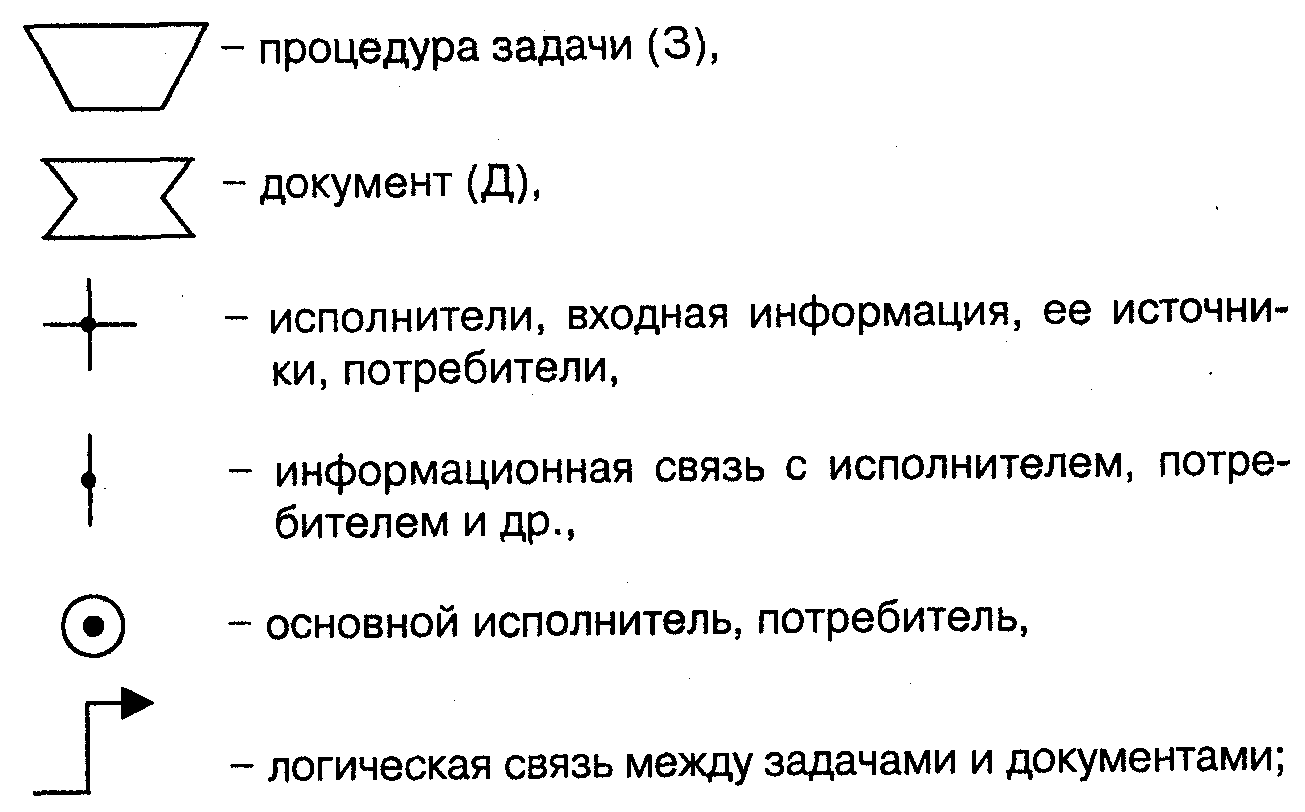 – процедура задачи (З),
– документ (Д),
– исполнители, входная информация, ее источни-
ки, потребители,
– информационная связь с исполнителем, потре-
бителем и др.,
– основной исполнитель, потребитель,
– логическая связь между задачами и документами;